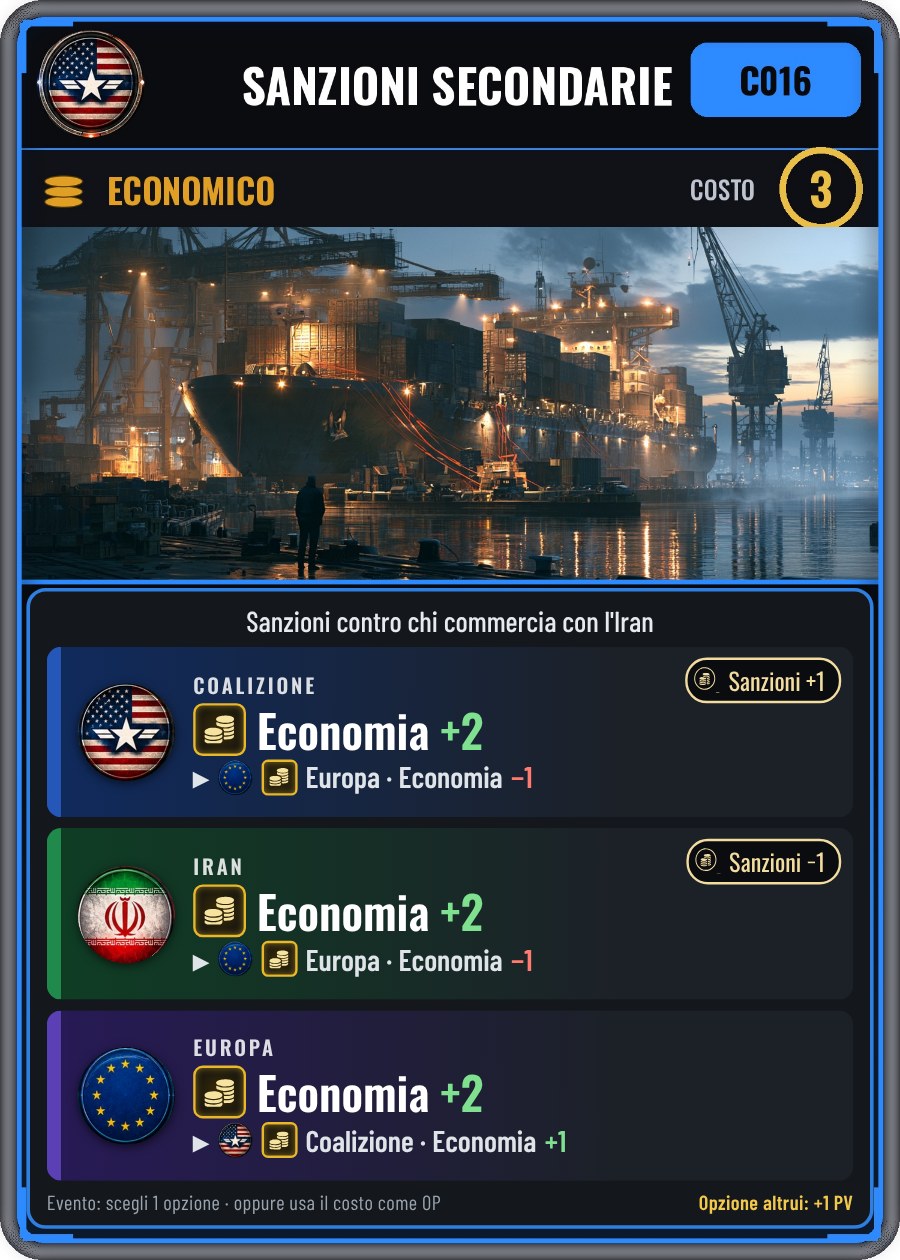 SANZIONI SECONDARIE C016
ECONOMICO COSTO 3
Sanzioni contro chi commercia con l'Iran
COALIZIONE Sanzioni +1
Economia +2
▶ Europa · Economia −1
IRAN Sanzioni −1
Economia +2
▶ Europa · Economia −1
EUROPA
Economia +2
▶ Coalizione · Economia +1
Evento: scegli 1 opzione · oppure usa il costo come OP Opzione altrui: +1 PV